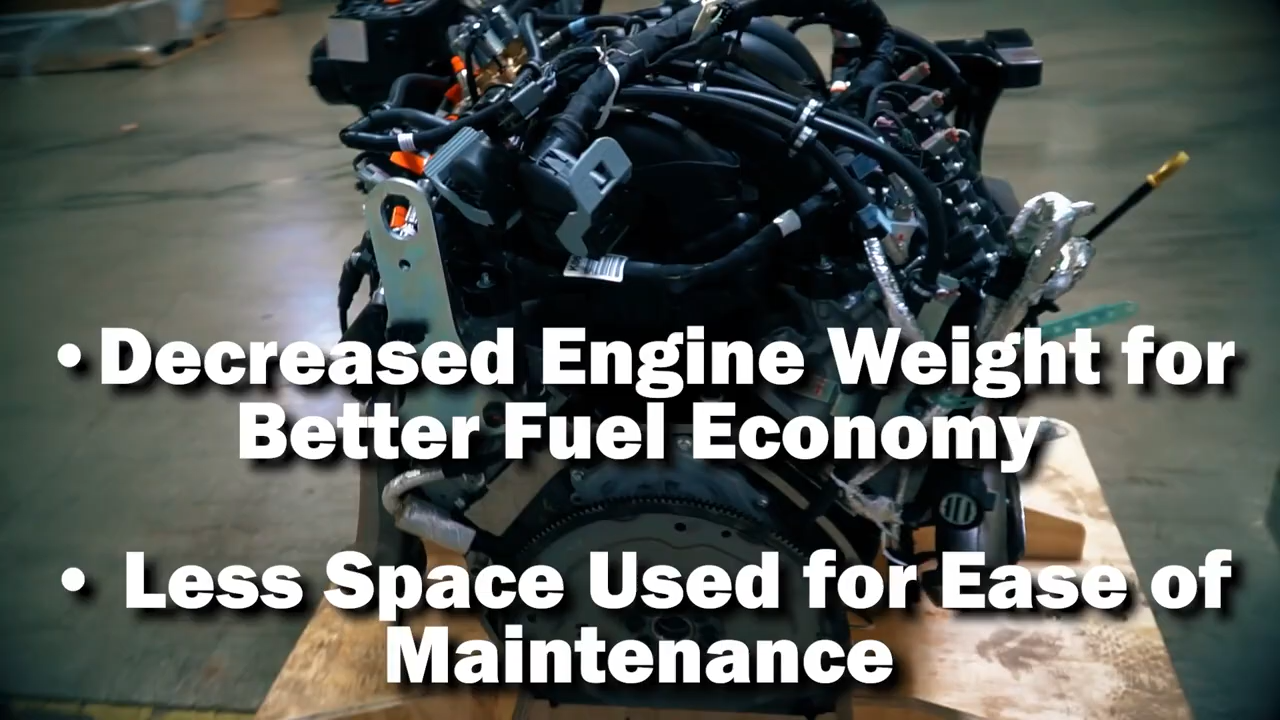 • Decreased Engine Weight for
Better Fuel Economy
• Less Space Used for Ease of
Maintenance